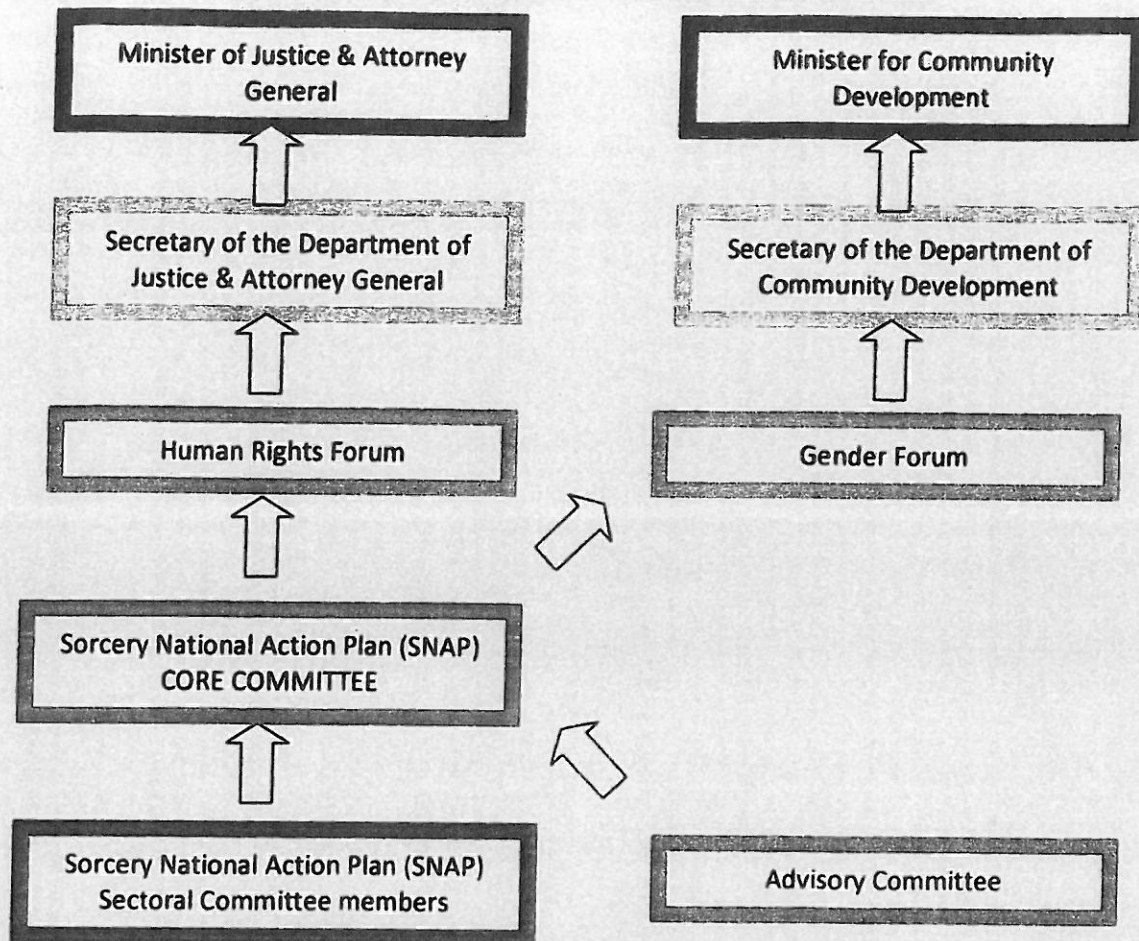 Minister of Justice & Attorney
General
Minister for Community
Development
Secretary of the Department of
Justice & Attorney General
Secretary of the Department of
Community Development
Human Rights Forum
Gender Forum
Sorcery National Action Plan (SNAP)
CORE COMMITTEE
Sorcery National Action Plan (SNAP)
Sectoral Committee members
Advisory Committee